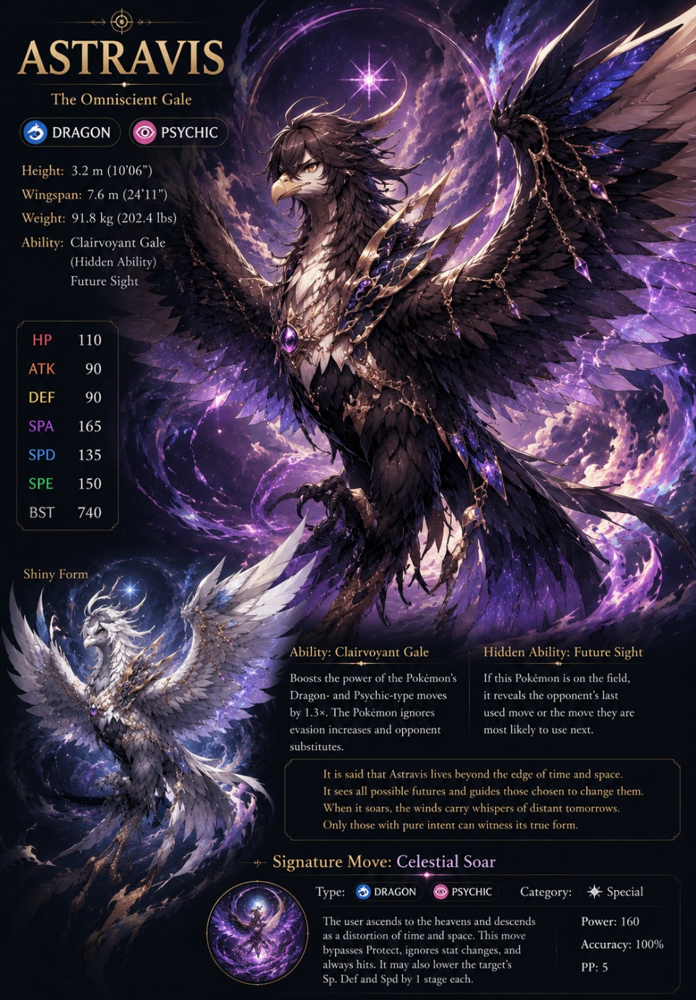 ASTRAVIS
The Omniscient Gale
DRAGON PSYCHIC
Height: 3.2 m (10’06”)
Wingspan: 7.6 m (24’11”)
Weight: 91.8 kg (202.4 lbs)
Ability: Clairvoyant Gale
(Hidden Ability)
Future Sight
HP 110
ATK 90
DEF 90
SPA 165
SPD 135
SPE 150
BST 740
Shiny Form
Ability: Clairvoyant Gale
Boosts the power of the Pokémon’s
Dragon- and Psychic-type moves
by 1.3×. The Pokémon ignores
evasion increases and opponent
substitutes.
Hidden Ability: Future Sight
If this Pokémon is on the field,
it reveals the opponent’s last
used move or the move they are
most likely to use next.
It is said that Astravis lives beyond the edge of time and space.
It sees all possible futures and guides those chosen to change them.
When it soars, the winds carry whispers of distant tomorrows.
Only those with pure intent can witness its true form.
Signature Move: Celestial Soar
Type: DRAGON PSYCHIC Category: Special
The user ascends to the heavens and descends
as a distortion of time and space. This move
bypasses Protect, ignores stat changes, and
always hits. It may also lower the target’s
Sp. Def and Spd by 1 stage each.
Power: 160
Accuracy: 100%
PP: 5